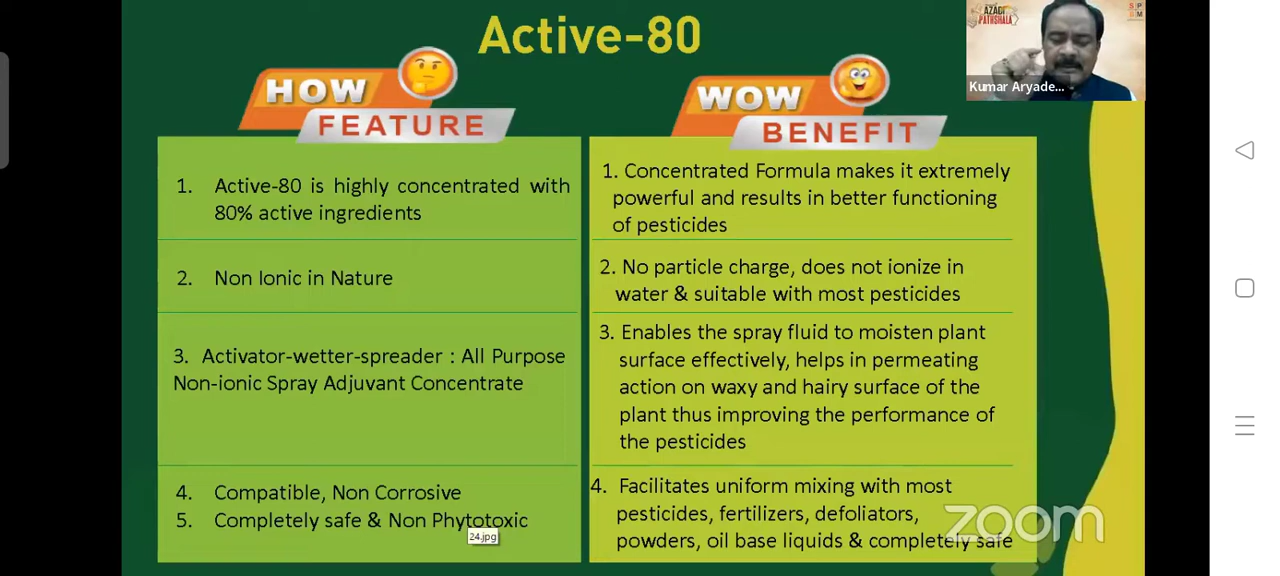 Active-80
AZADI
PATHSHALA
S P
B M
Kumar Aryade...
HOW
FEATURE
WOW
BENEFIT
1. Active-80 is highly concentrated with
80% active ingredients
1. Concentrated Formula makes it extremely
powerful and results in better functioning
of pesticides
2. Non Ionic in Nature
2. No particle charge, does not ionize in
water & suitable with most pesticides
3. Activator-wetter-spreader : All Purpose
Non-ionic Spray Adjuvant Concentrate
3. Enables the spray fluid to moisten plant
surface effectively, helps in permeating
action on waxy and hairy surface of the
plant thus improving the performance of
the pesticides
4. Compatible, Non Corrosive
5. Completely safe & Non Phytotoxic
24.jpg
4. Facilitates uniform mixing with most
pesticides, fertilizers, defoliators,
powders, oil base liquids & completely safe
zoom